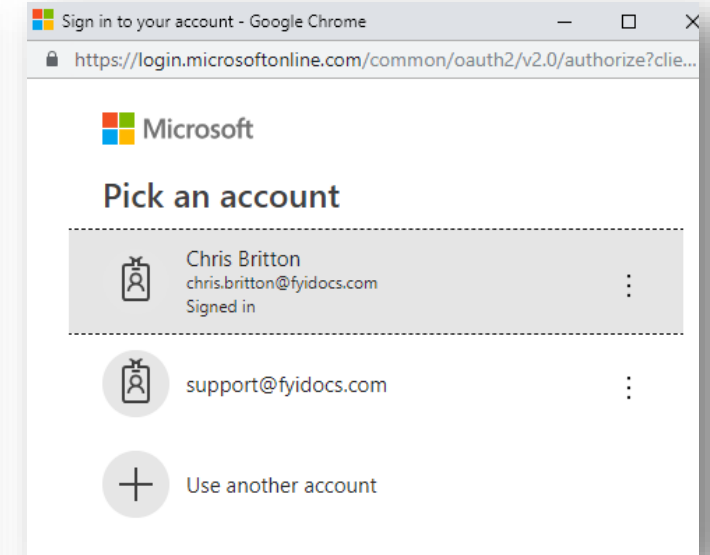 Sign in to your account - Google Chrome
https://login.microsoftonline.com/common/oauth2/v2.0/authorize?clie...
Microsoft
Pick an account
Chris Britton
chris.britton@fyidocs.com
Signed in
support@fyidocs.com
Use another account